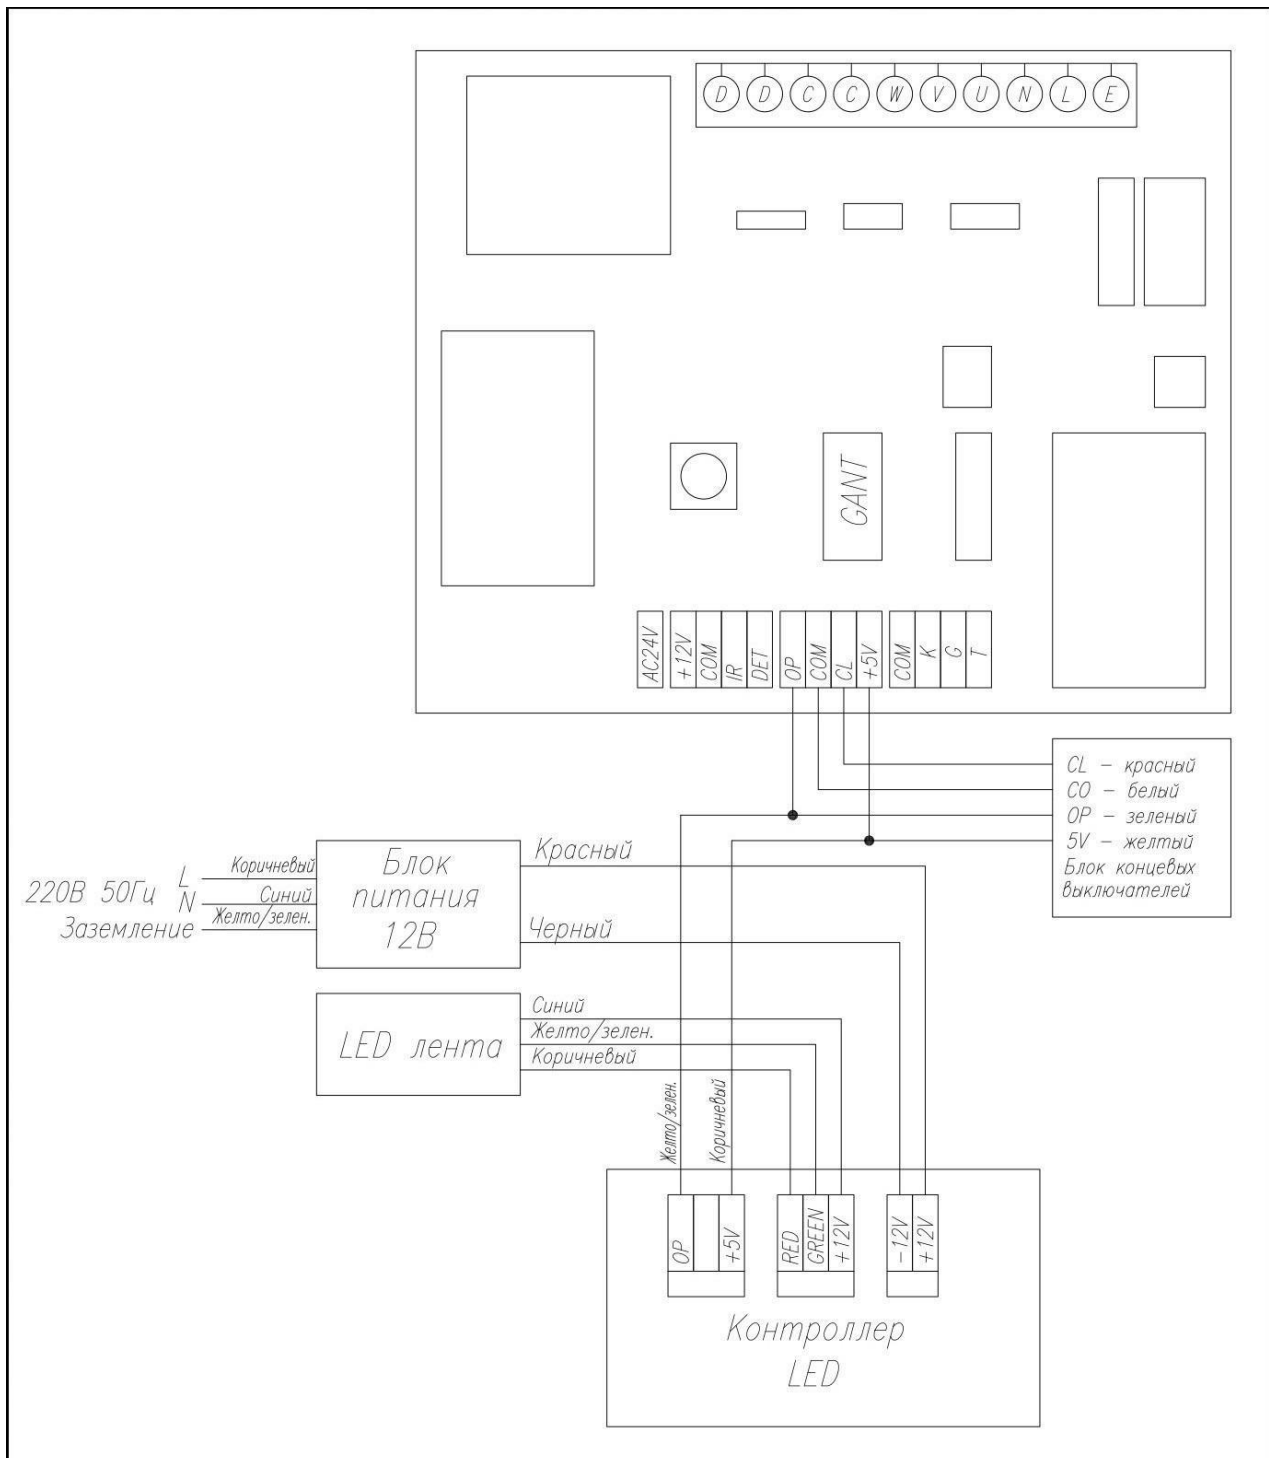 D D C C W V U N L E
GANT
AC24V +12V COM IR DET OP COM CL +5V COM K G T
CL - красный
CO - белый
OP - зеленый
5V - желтый
Блок концевых
выключателей
220В 50Гц L
N
Заземление
Коричневый
Синий
Желто/зелен.
Блок
питания
12В
Красный
Черный
LED лента
Синий
Желто/зелен.
Коричневый
Желто/зелен.
Коричневый
OP +5V RED GREEN +12V -12V +12V
Контроллер
LED